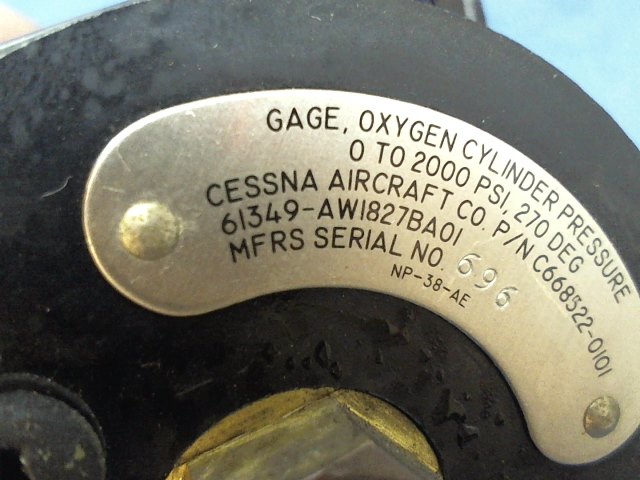 GAGE, OXYGEN CYLINDER PRESSURE
0 TO 2000 PSI, 270 DEG
CESSNA AIRCRAFT CO. P/N C668522-0101
61349-AW1827BA01
MFRS SERIAL NO. 696
NP-38-AE